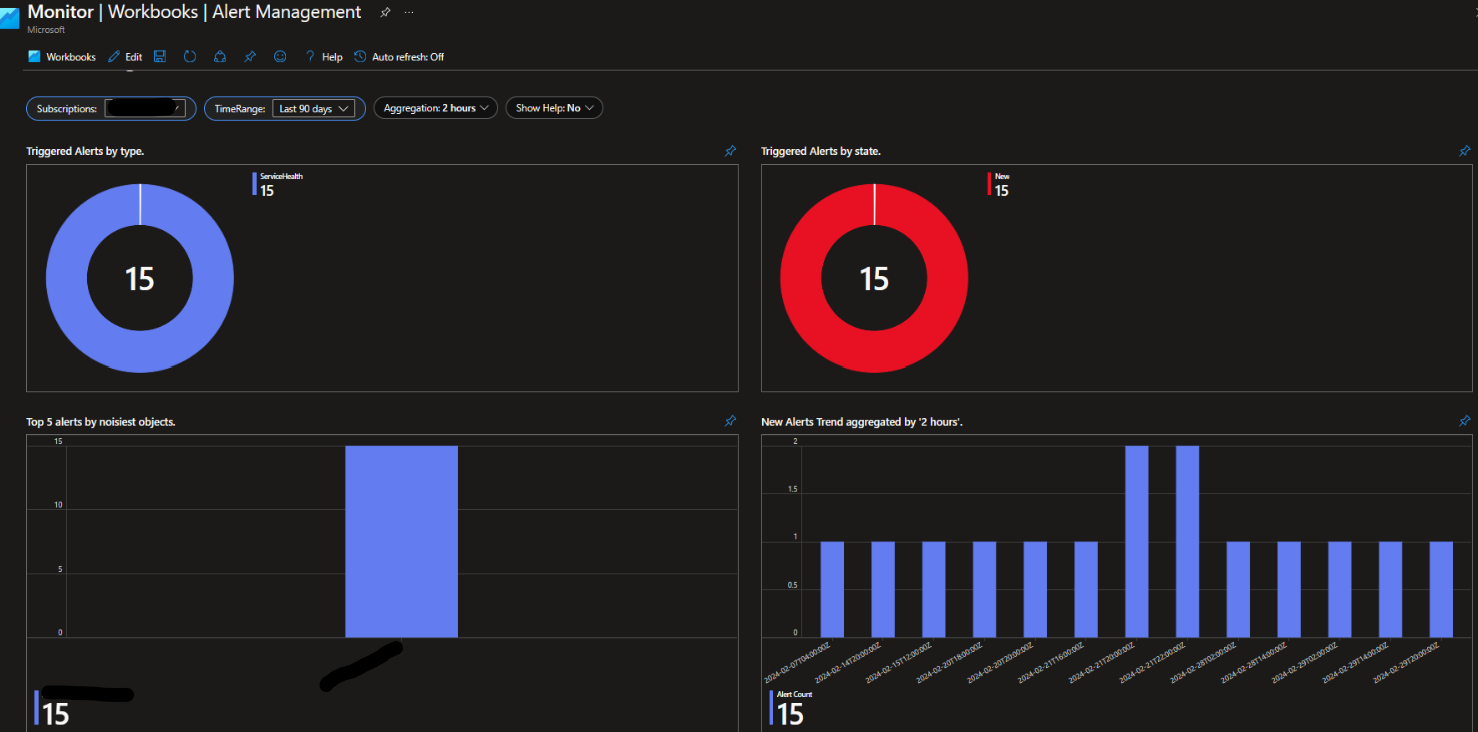 Monitor | Workbooks | Alert Management
Microsoft
Workbooks Edit Help Auto refresh: Off
Subscriptions: TimeRange: Last 90 days Aggregation: 2 hours Show Help: No
Triggered Alerts by type.
ServiceHealth
15
15
Triggered Alerts by state.
New
15
15
Top 5 alerts by noisiest objects.
15
10
5
0
15
New Alerts Trend aggregated by '2 hours'.
2
1.5
1
0.5
0
2024-02-07T04:00:00Z
2024-02-14T20:00:00Z
2024-02-15T12:00:00Z
2024-02-20T18:00:00Z
2024-02-20T20:00:00Z
2024-02-21T16:00:00Z
2024-02-21T20:00:00Z
2024-02-21T22:00:00Z
2024-02-28T02:00:00Z
2024-02-28T14:00:00Z
2024-02-29T02:00:00Z
2024-02-29T14:00:00Z
2024-02-29T20:00:00Z
Alert Count
15